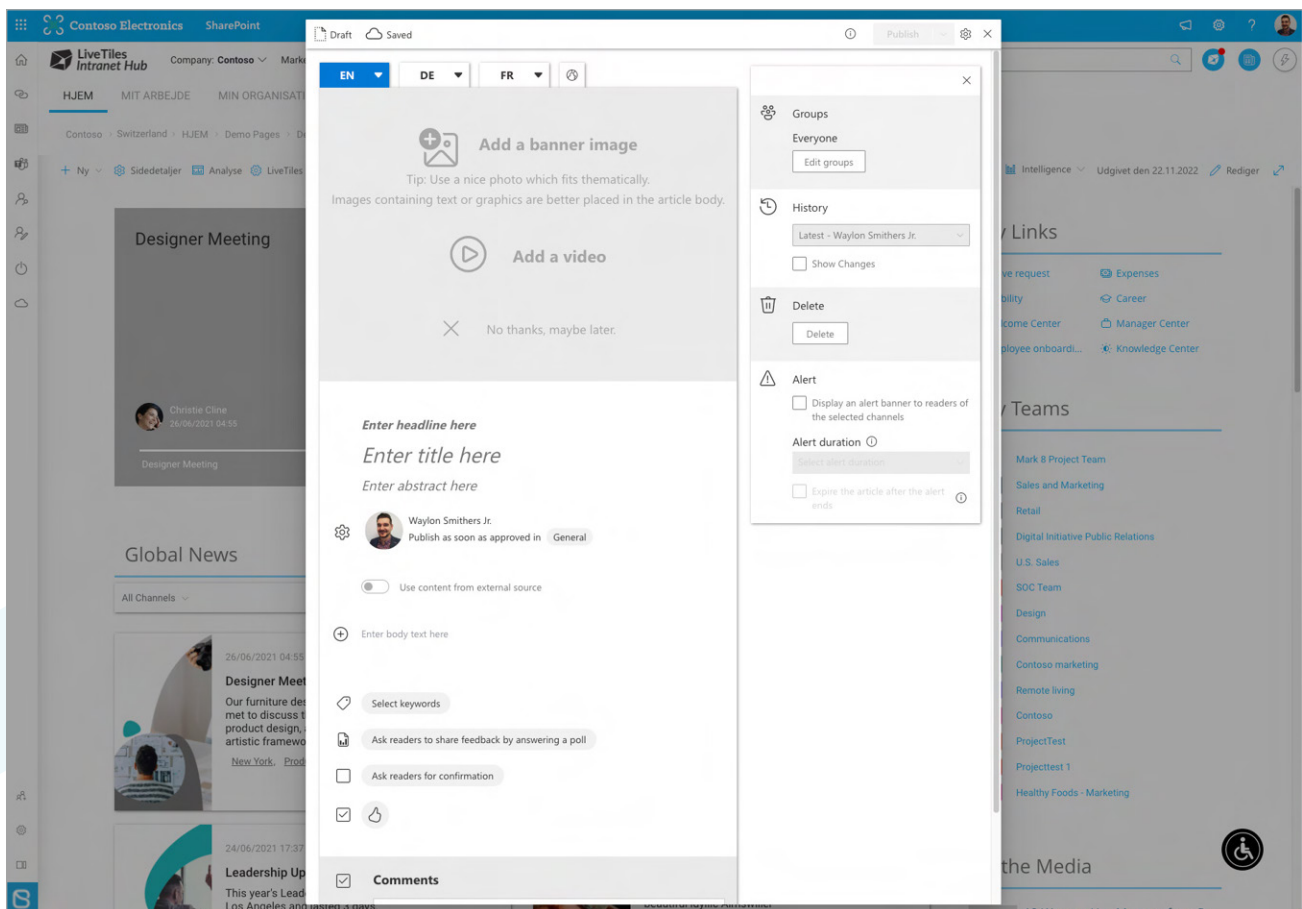 Contoso Electronics SharePoint
LiveTiles
Intranet Hub
Company: Contoso
HJEM MIT ARBEJDE
Contoso Switzerland HJEM Demo Pages
+ Ny Sidedetaljer Analyse LiveTiles
Intelligence Udgivet den 22.11.2022 Rediger
Draft Saved Publish
EN DE FR
Add a banner image
Tip: Use a nice photo which fits thematically.
Images containing text or graphics are better placed in the article body.
Add a video
No thanks, maybe later.
Enter headline here
Enter title here
Enter abstract here
Waylon Smithers Jr.
Publish as soon as approved in General
Use content from external source
Enter body text here
Select keywords
Ask readers to share feedback by answering a poll
Ask readers for confirmation
Comments
Groups
Everyone
Edit groups
History
Latest - Waylon Smithers Jr.
Show Changes
Delete
Delete
Alert
Display an alert banner to readers of
the selected channels
Alert duration
Select alert duration
Expire the article after the alert
ends
Designer Meeting
Christie Cline
26/06/2021 04:55
Designer Meeting
Global News
All Channels
26/06/2021 04:55
Designer
Our furniture
met to discuss
product design,
artistic
New York,
24/06/2021 17:37
Leadership
This year's
Los Angeles and lasted 3 days
Links
request Expenses
Career
Center Manager Center
Knowledge Center
Teams
Mark 8 Project Team
Sales and Marketing
Retail
Digital Initiative Public Relations
U.S. Sales
SOC Team
Design
Communications
Contoso marketing
Remote living
Contoso
ProjectTest
Projecttest 1
Healthy Foods - Marketing
the Media